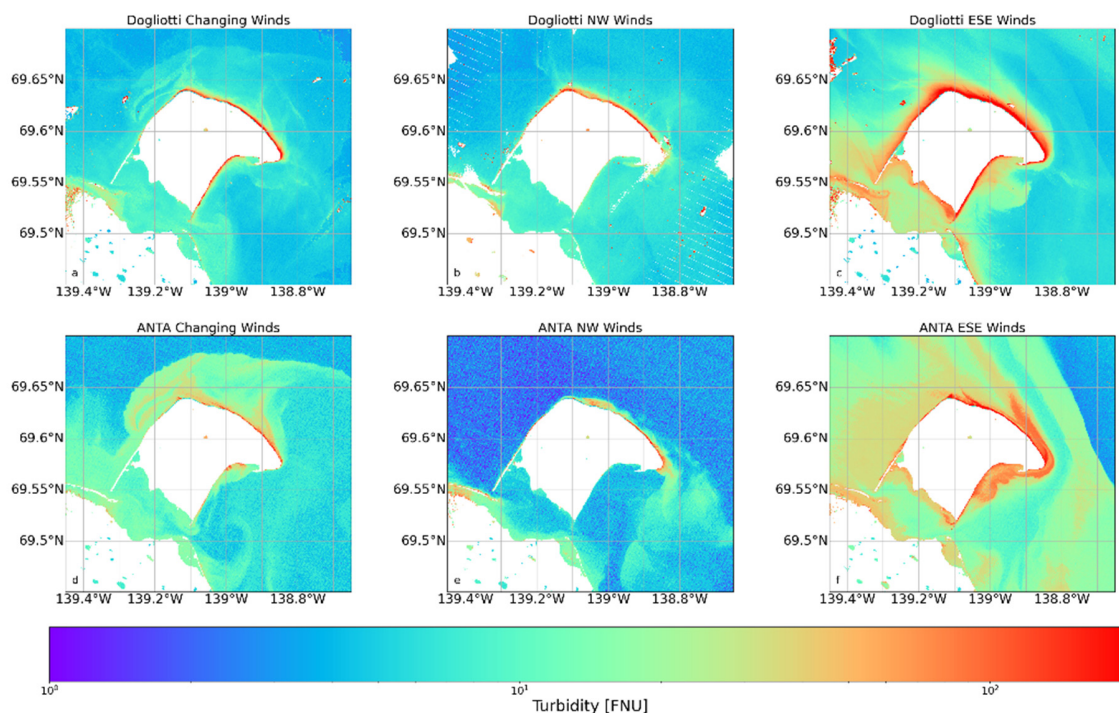 Dogliotti Changing Winds Dogliotti NW Winds Dogliotti ESE Winds
69.65°N 69.65°N 69.65°N
69.6°N 69.6°N 69.6°N
69.55°N 69.55°N 69.55°N
69.5°N 69.5°N 69.5°N
a b c
139.4°W 139.2°W 139°W 138.8°W 139.4°W 139.2°W 139°W 138.8°W 139.4°W 139.2°W 139°W 138.8°W
ANTA Changing Winds ANTA NW Winds ANTA ESE Winds
69.65°N 69.65°N 69.65°N
69.6°N 69.6°N 69.6°N
69.55°N 69.55°N 69.55°N
69.5°N 69.5°N 69.5°N
d e f
139.4°W 139.2°W 139°W 138.8°W 139.4°W 139.2°W 139°W 138.8°W 139.4°W 139.2°W 139°W 138.8°W
10⁰ 10¹ 10²
Turbidity [FNU]